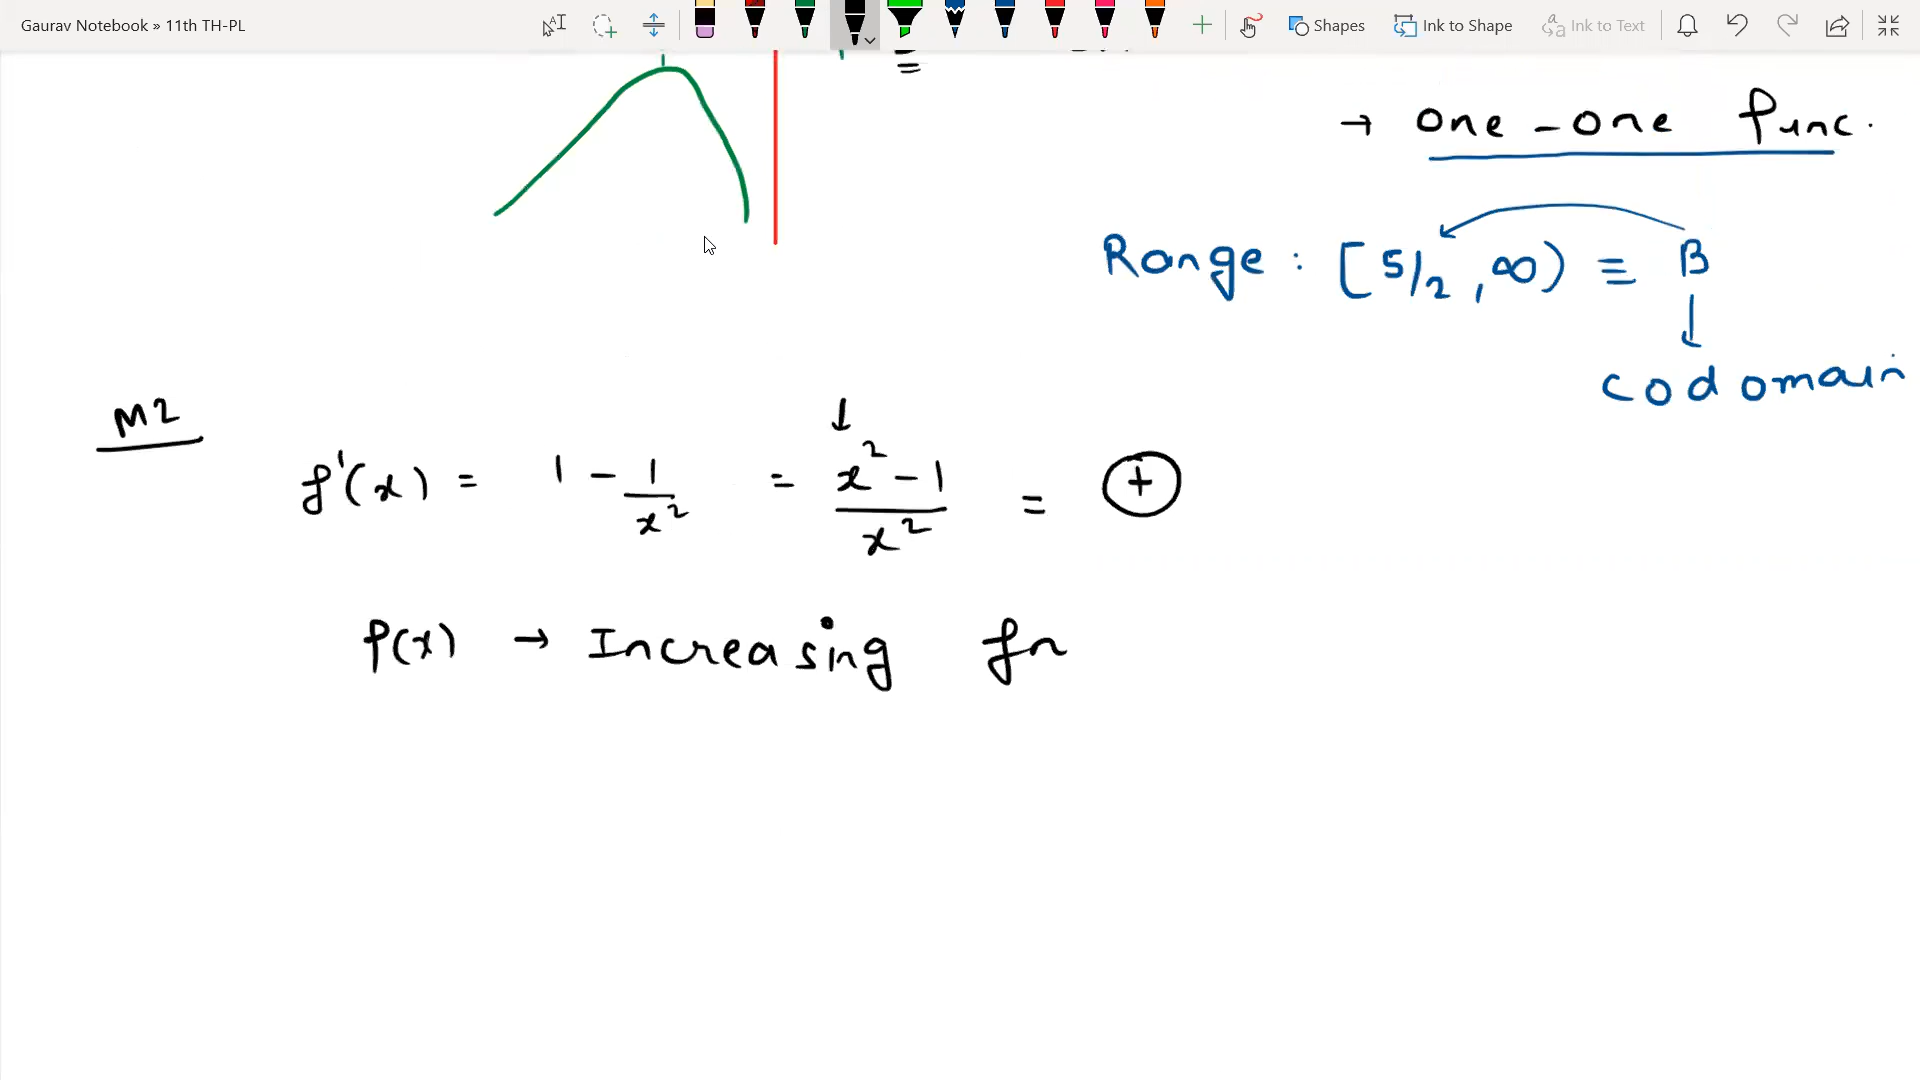 Gaurav Notebook » 11th TH-PL
Shapes
Ink to Shape
Ink to Text
→ one-one func.
Range : [5/2, ∞) ≡ B
↓
codomain
M2
f'(x) = 1 - 1/x² = x² - 1/x² = +
f(x) → Increasing fn